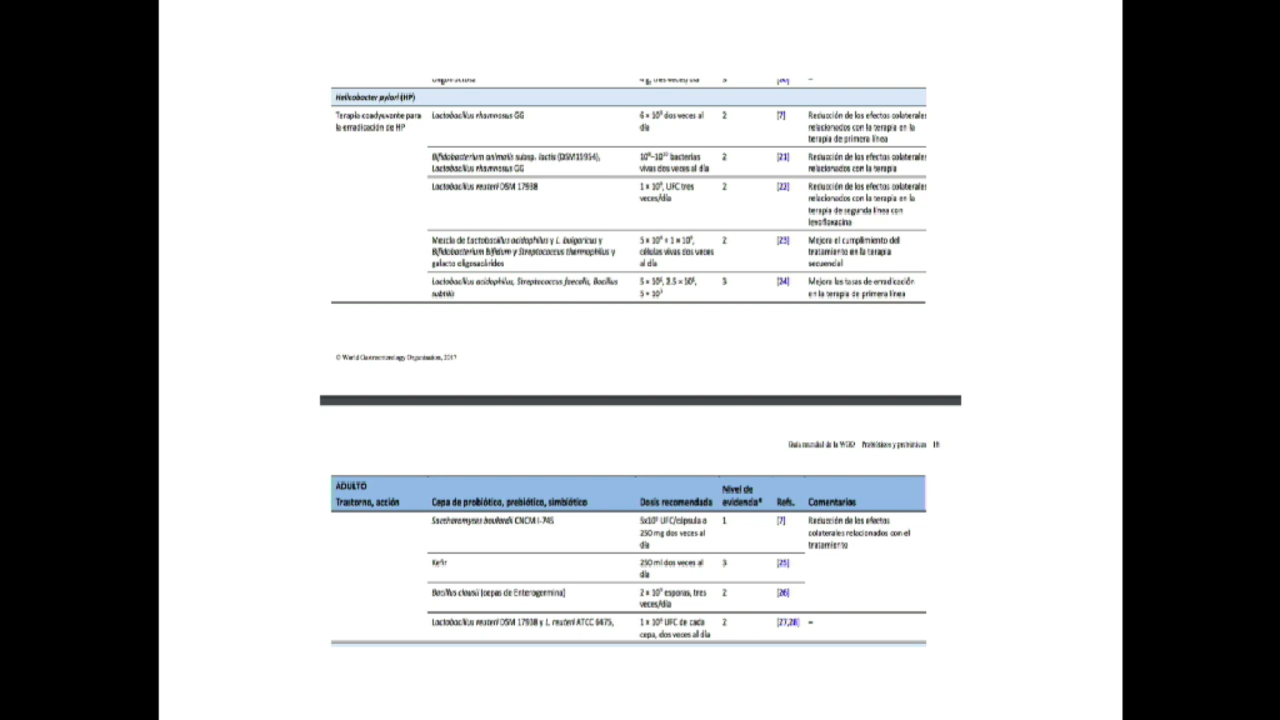 Helicobacter pylori (HP)
Terapia coadyuvante para
la erradicación de HP
Lactobacillus rhamnosus GG
dos veces al
día
2
[7]
Reducción de los efectos colaterales
relacionados con la terapia en la
terapia de primera línea
Bifidobacterium animalis subsp. lactis
Lactobacillus rhamnosus GG
bacterias
vivas dos veces al día
2
[21]
Reducción de los efectos colaterales
relacionados con la terapia
Lactobacillus reuteri DSM 17938
UFC tres
veces/día
2
[22]
Reducción de los efectos colaterales
relacionados con la terapia en la
terapia de segunda línea con
levofloxacina
Mezcla de Lactobacillus acidophilus y L. bulgaricus y
Bifidobacterium bifidum y Streptococcus thermophilus y
galacto oligosacáridos
células vivas dos veces
al día
2
[23]
Mejora el cumplimiento del
tratamiento en la terapia
secuencial
Lactobacillus acidophilus, Streptococcus faecalis, Bacillus
subtilis
3
[24]
Mejora las tasas de erradicación
en la terapia de primera línea
© World Gastroenterology Organisation, 2017
Guía mundial de la WGO Probióticos y prebióticos
ADULTO
Trastorno, acción
Cepa de probiótico, prebiótico, simbiótico
Dosis recomendada
Nivel de
evidencia*
Refs.
Comentarios
Saccharomyces boulardii CNCM I-745
UFC/cápsula o
250 mg dos veces al
día
1
[7]
Reducción de los efectos
colaterales relacionados con el
tratamiento
Kefir
250 ml dos veces al
día
3
[25]
Bacillus clausii (cepas de Enterogermina)
esporas, tres
veces/día
2
[26]
Lactobacillus reuteri DSM 17938 y L. reuteri ATCC 6475,
UFC de cada
cepa, dos veces al día
2
[27,28]
–